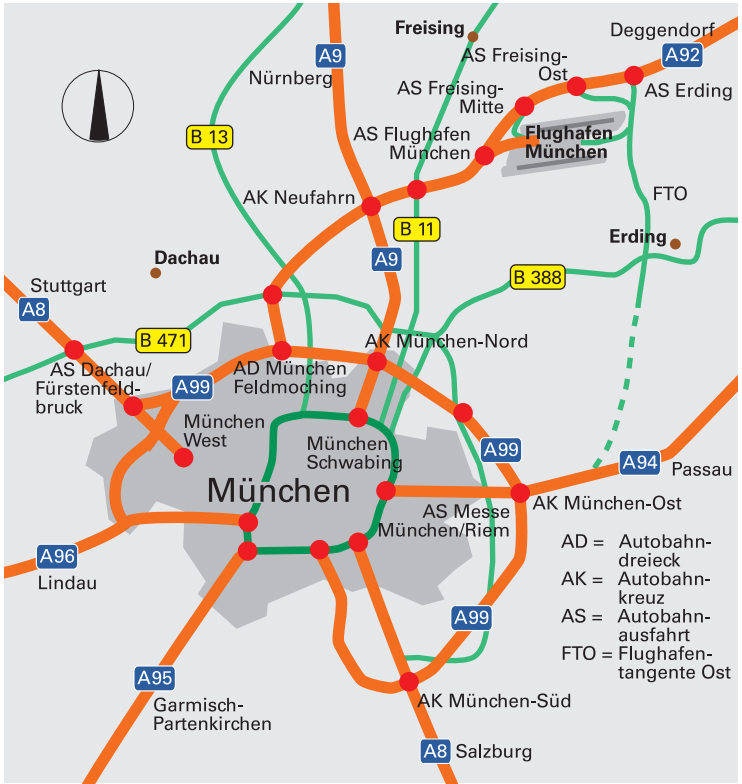 Freising
Deggendorf
A9
A92
Nürnberg
AS Freising-
Ost
AS Erding
AS Freising-
Mitte
B 13
AS Flughafen
München
Flughafen
München
AK Neufahrn
FTO
B 11
Erding
Dachau
A9
B 388
Stuttgart
A8
B 471
AK München-Nord
AS Dachau/
Fürstenfeld-
bruck
A99
AD München
Feldmoching
München
West
München
Schwabing
A99
A94
Passau
München
AS Messe
München/Riem
AK München-Ost
AD = Autobahn-
dreieck
AK = Autobahn-
kreuz
AS = Autobahn-
ausfahrt
FTO = Flughafen-
tangente Ost
A96
Lindau
A99
A95
Garmisch-
Partenkirchen
AK München-Süd
A8
Salzburg